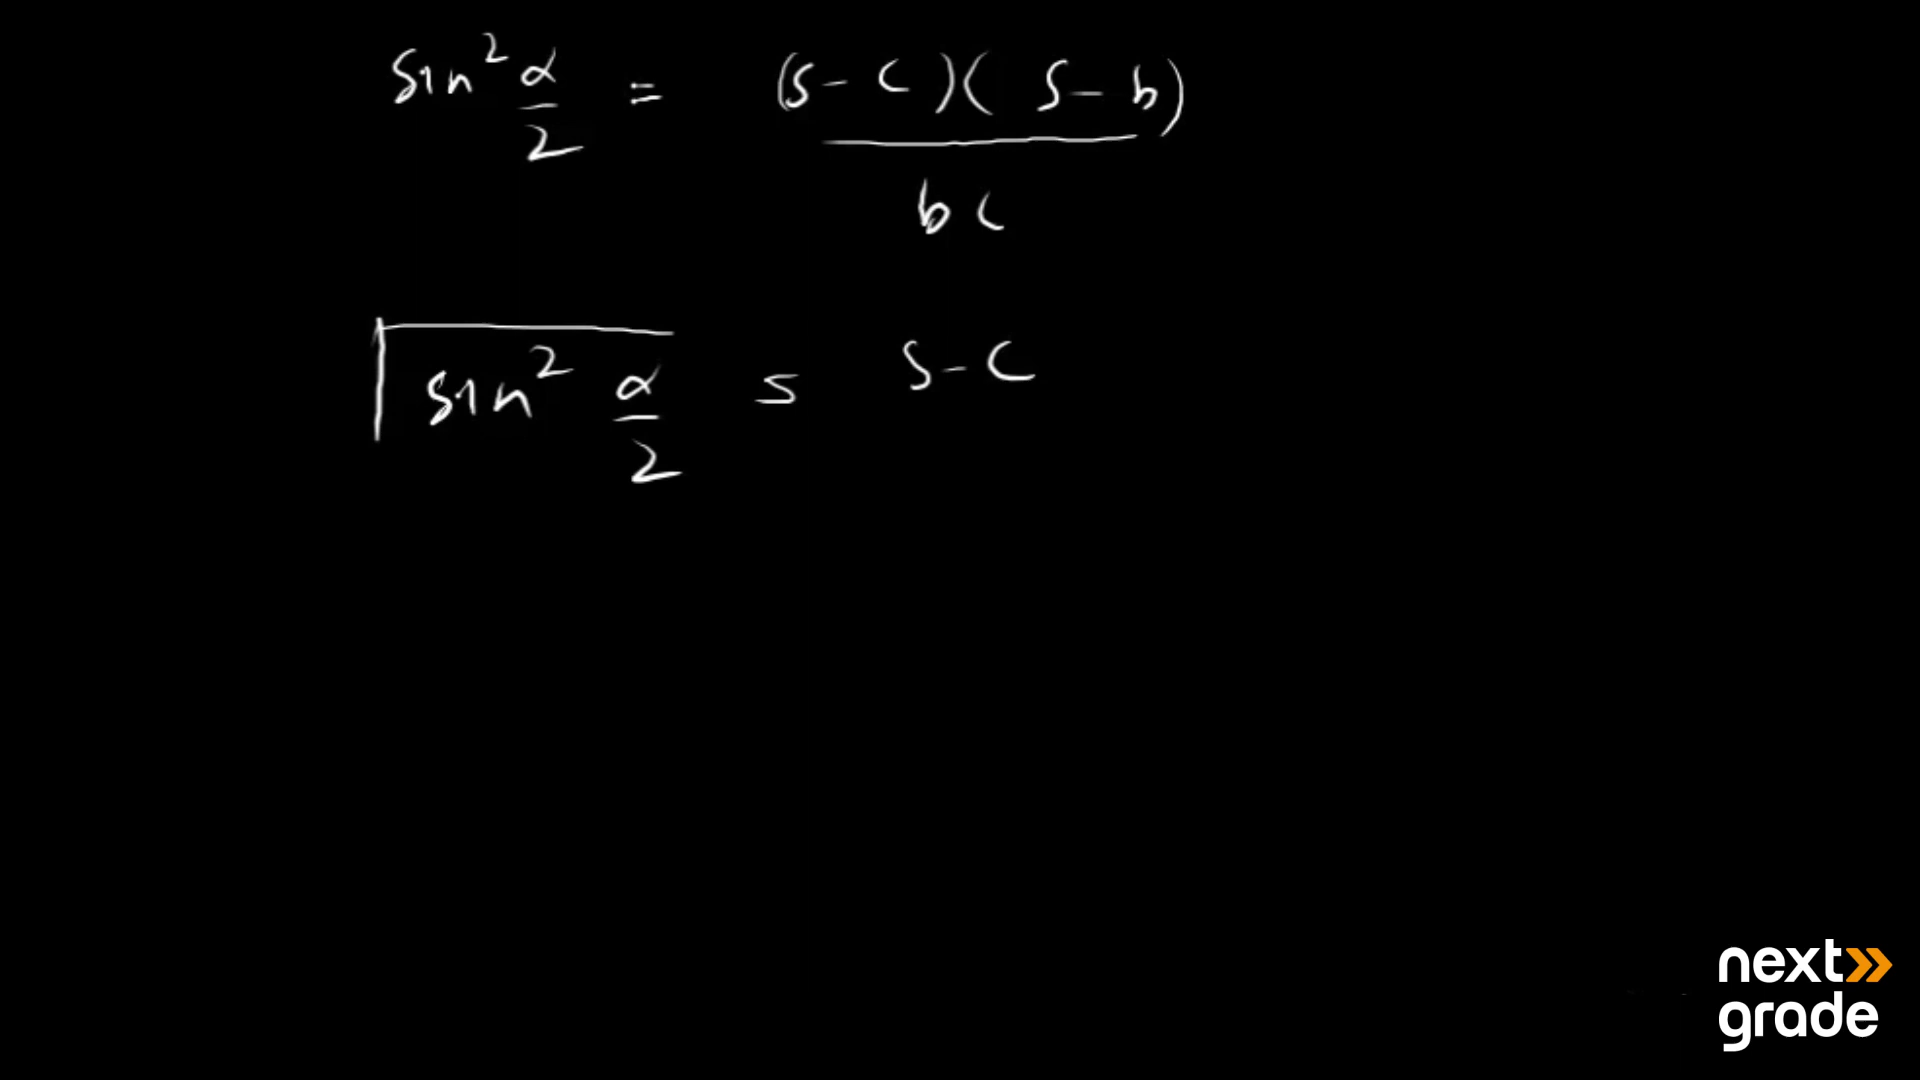 sin² α/2 = (s - c)(s - b) / bc
√sin² α/2 = s - c
next»
grade